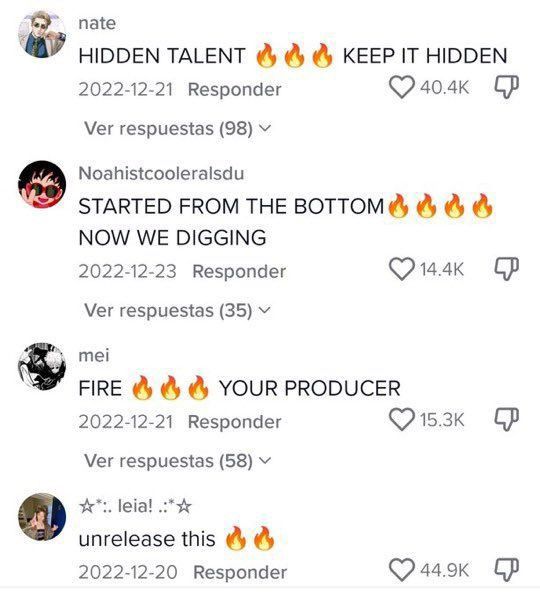 nate
HIDDEN TALENT 🔥🔥🔥 KEEP IT HIDDEN
2022-12-21 Responder 40.4K
Ver respuestas (98)
Noahistcooleralsdu
STARTED FROM THE BOTTOM🔥🔥🔥🔥
NOW WE DIGGING
2022-12-23 Responder 14.4K
Ver respuestas (35)
mei
FIRE 🔥🔥🔥 YOUR PRODUCER
2022-12-21 Responder 15.3K
Ver respuestas (58)
☆*:. leia! .:*☆
unrelease this 🔥🔥
2022-12-20 Responder 44.9K